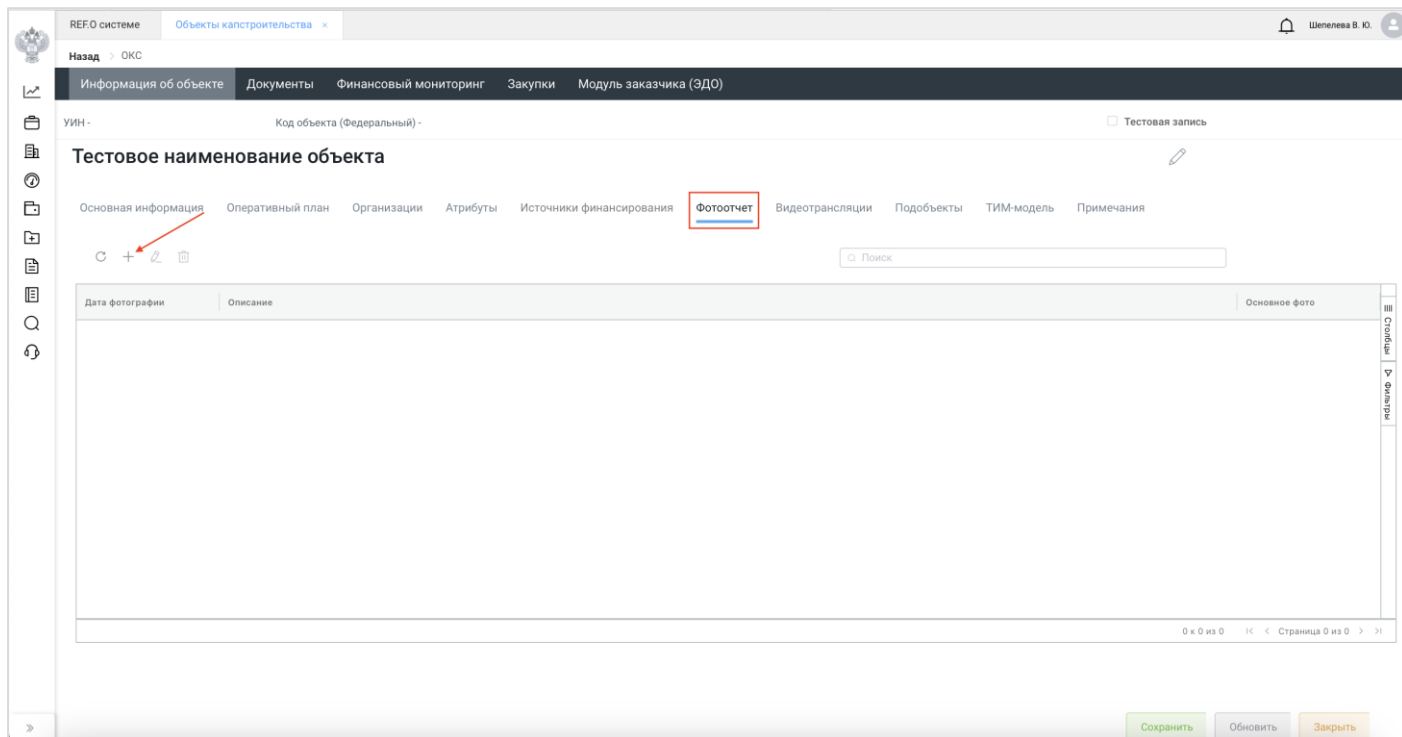 REF.О системе
Объекты капстроительства ×
Шепелева В. Ю.
Назад > ОКС
Информация об объекте Документы Финансовый мониторинг Закупки Модуль заказчика (ЭДО)
УИН - Код объекта (Федеральный) - Тестовая запись
Тестовое наименование объекта
Основная информация Оперативный план Организации Атрибуты Источники финансирования Фотоотчет Видеотрансляции Подобъекты ТИМ-модель Примечания
Поиск
Дата фотографии Описание Основное фото
Столбцы
Фильтры
0 к 0 из 0 Страница 0 из 0
Сохранить Обновить Закрыть